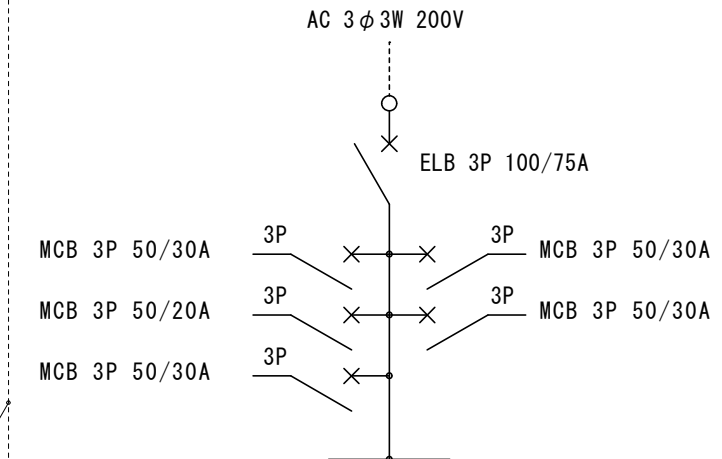 AC 3φ3W 200V
ELB 3P 100/75A
MCB 3P 50/30A 3P 3P MCB 3P 50/30A
MCB 3P 50/20A 3P 3P MCB 3P 50/30A
MCB 3P 50/30A 3P